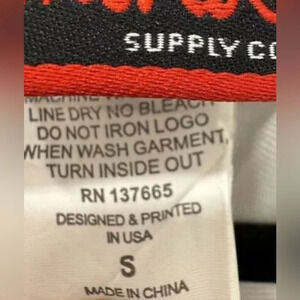 SUPPLY CO
MACHINE
LINE DRY NO BLEACH
DO NOT IRON LOGO
WHEN WASH GARMENT,
TURN INSIDE OUT
RN 137665
DESIGNED & PRINTED
IN USA
S
MADE IN CHINA